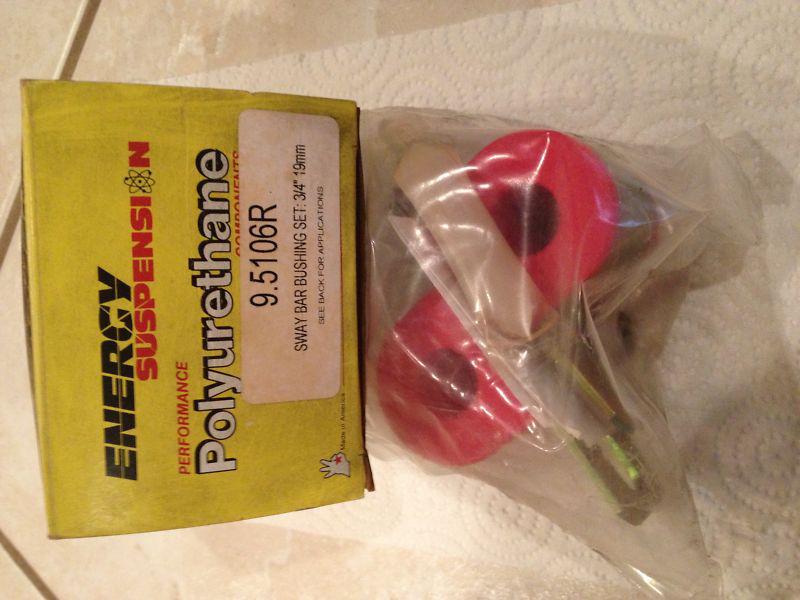 ENERGY
SUSPENSION
PERFORMANCE
Polyurethane
COMPONENTS
9.5106R
SWAY BAR BUSHING SET: 3/4" 19mm
SEE BACK FOR APPLICATIONS
Made in America